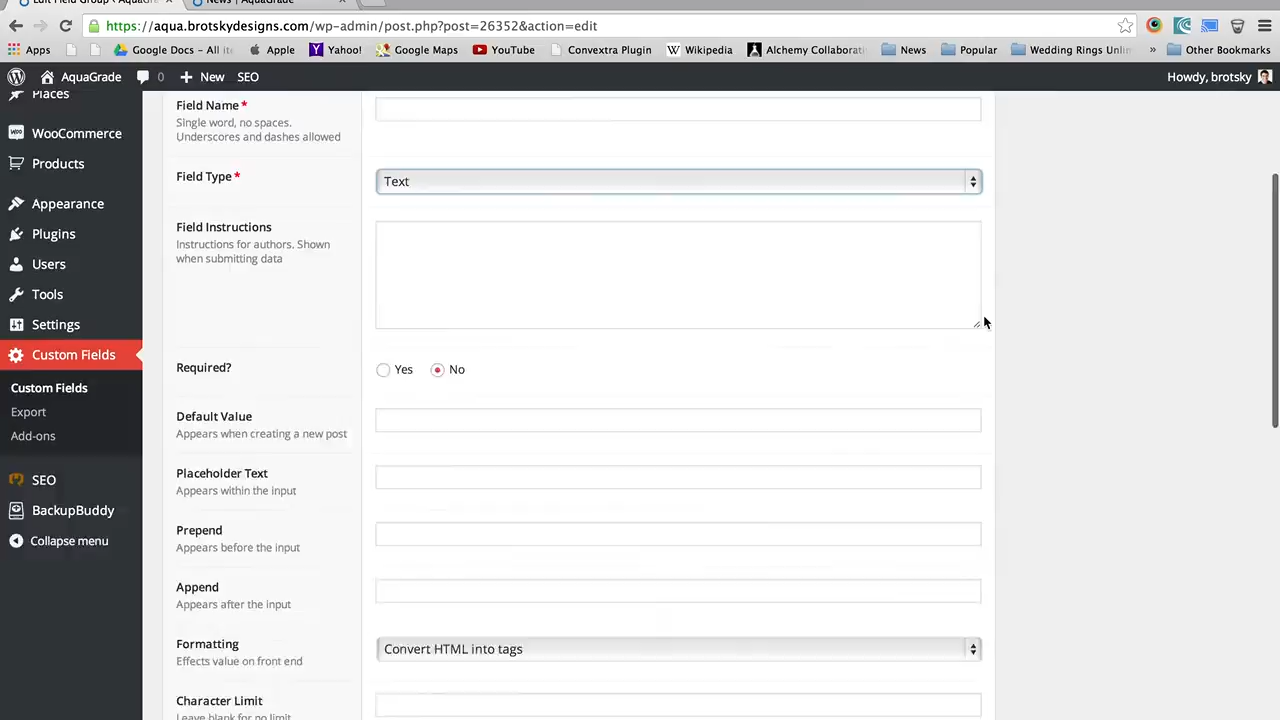 Edit Field Group ‹ AquaGra
News | AquaGrade
https://aqua.brotskydesigns.com/wp-admin/post.php?post=26352&action=edit
Apps
Google Docs - All ite
Apple
Yahoo!
Google Maps
YouTube
Convextra Plugin
Wikipedia
Alchemy Collaborati
News
Popular
Wedding Rings Unlin
»
Other Bookmarks
AquaGrade
0
New
SEO
Howdy, brotsky
Places
WooCommerce
Products
Appearance
Plugins
Users
Tools
Settings
Custom Fields
Custom Fields
Export
Add-ons
SEO
BackupBuddy
Collapse menu
Field Name*
Single word, no spaces.
Underscores and dashes allowed
Field Type*
Text
Field Instructions
Instructions for authors. Shown
when submitting data
Required?
Yes
No
Default Value
Appears when creating a new post
Placeholder Text
Appears within the input
Prepend
Appears before the input
Append
Appears after the input
Formatting
Effects value on front end
Convert HTML into tags
Character Limit
Leave blank for no limit